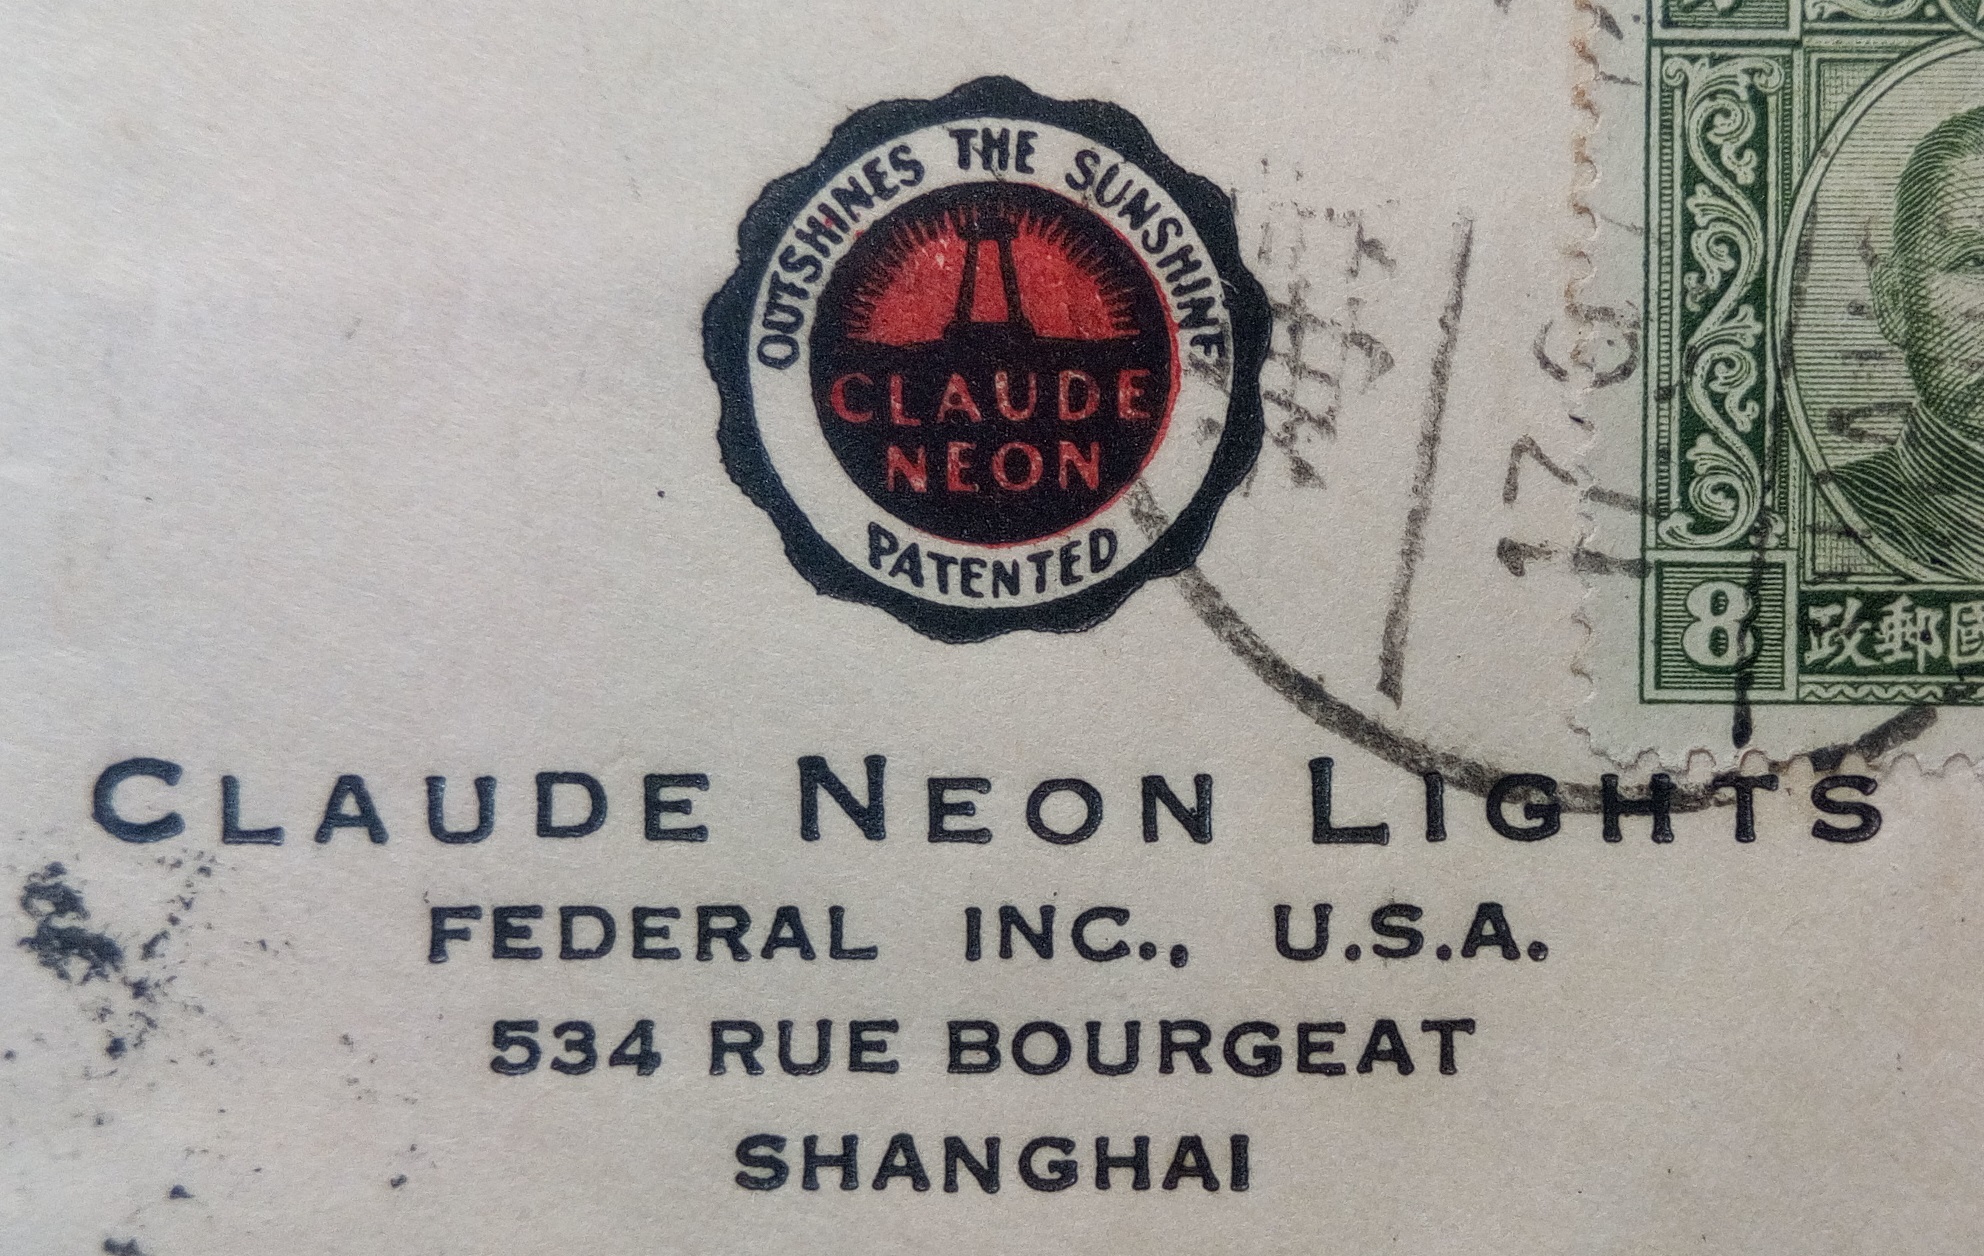 OUTSHINES THE SUNSHINE
CLAUDE
NEON
PATENTED
17.6
8
政郵國
CLAUDE NEON LIGHTS
FEDERAL INC., U.S.A.
534 RUE BOURGEAT
SHANGHAI